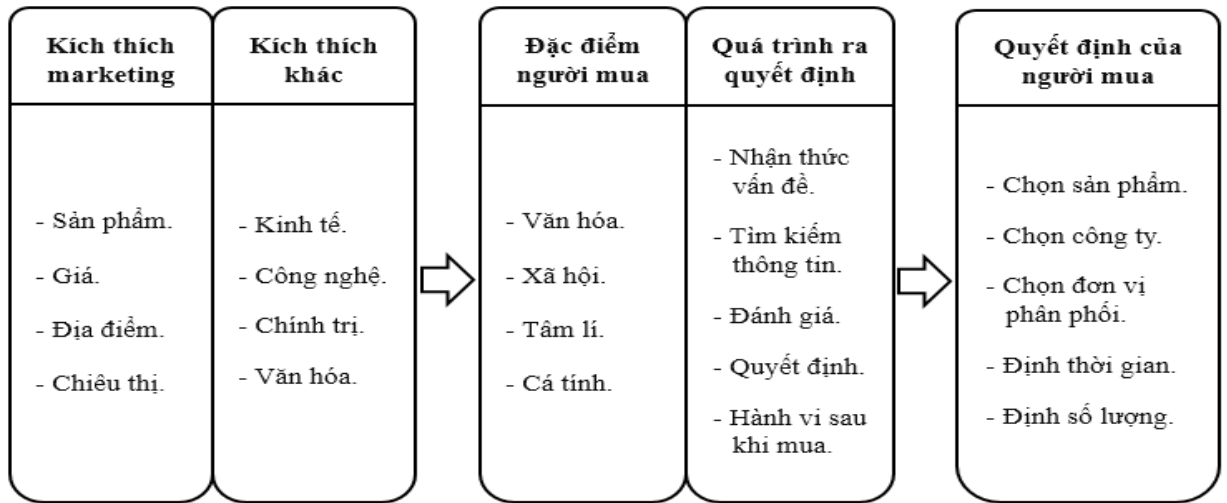 Kích thích
marketing
- Sản phẩm.
- Giá.
- Địa điểm.
- Chiêu thị.
Kích thích
khác
- Kinh tế.
- Công nghệ.
- Chính trị.
- Văn hóa.
Đặc điểm
người mua
- Văn hóa.
- Xã hội.
- Tâm lí.
- Cá tính.
Quá trình ra
quyết định
- Nhận thức
vấn đề.
- Tìm kiếm
thông tin.
- Đánh giá.
- Quyết định.
- Hành vi sau
khi mua.
Quyết định của
người mua
- Chọn sản phẩm.
- Chọn công ty.
- Chọn đơn vị
phân phối.
- Định thời gian.
- Định số lượng.